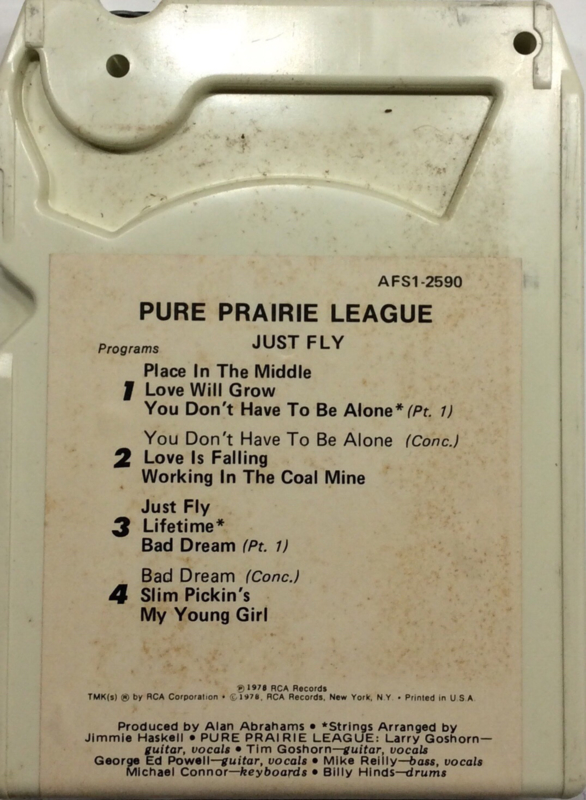 AFS1-2590
PURE PRAIRIE LEAGUE
JUST FLY
Programs
Place In The Middle
1 Love Will Grow
You Don't Have To Be Alone* (Pt. 1)
You Don't Have To Be Alone (Conc.)
2 Love Is Falling
Working In The Coal Mine
Just Fly
3 Lifetime*
Bad Dream (Pt. 1)
Bad Dream (Conc.)
4 Slim Pickin's
My Young Girl
℗ 1978 RCA Records
TMK(s) ® by RCA Corporation • © 1978, RCA Records, New York, N.Y. • Printed in U.S.A.
Produced by Alan Abrahams • *Strings Arranged by
Jimmie Haskell • PURE PRAIRIE LEAGUE: Larry Goshorn—
guitar, vocals • Tim Goshorn—guitar, vocals
George Ed Powell—guitar, vocals • Mike Reilly—bass, vocals
Michael Connor—keyboards • Billy Hinds—drums